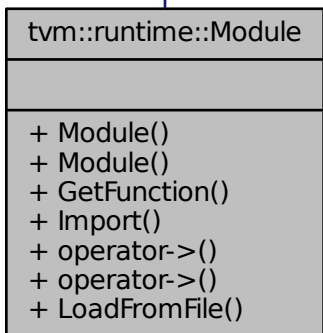 tvm::runtime::Module
+ Module()
+ Module()
+ GetFunction()
+ Import()
+ operator->()
+ operator->()
+ LoadFromFile()